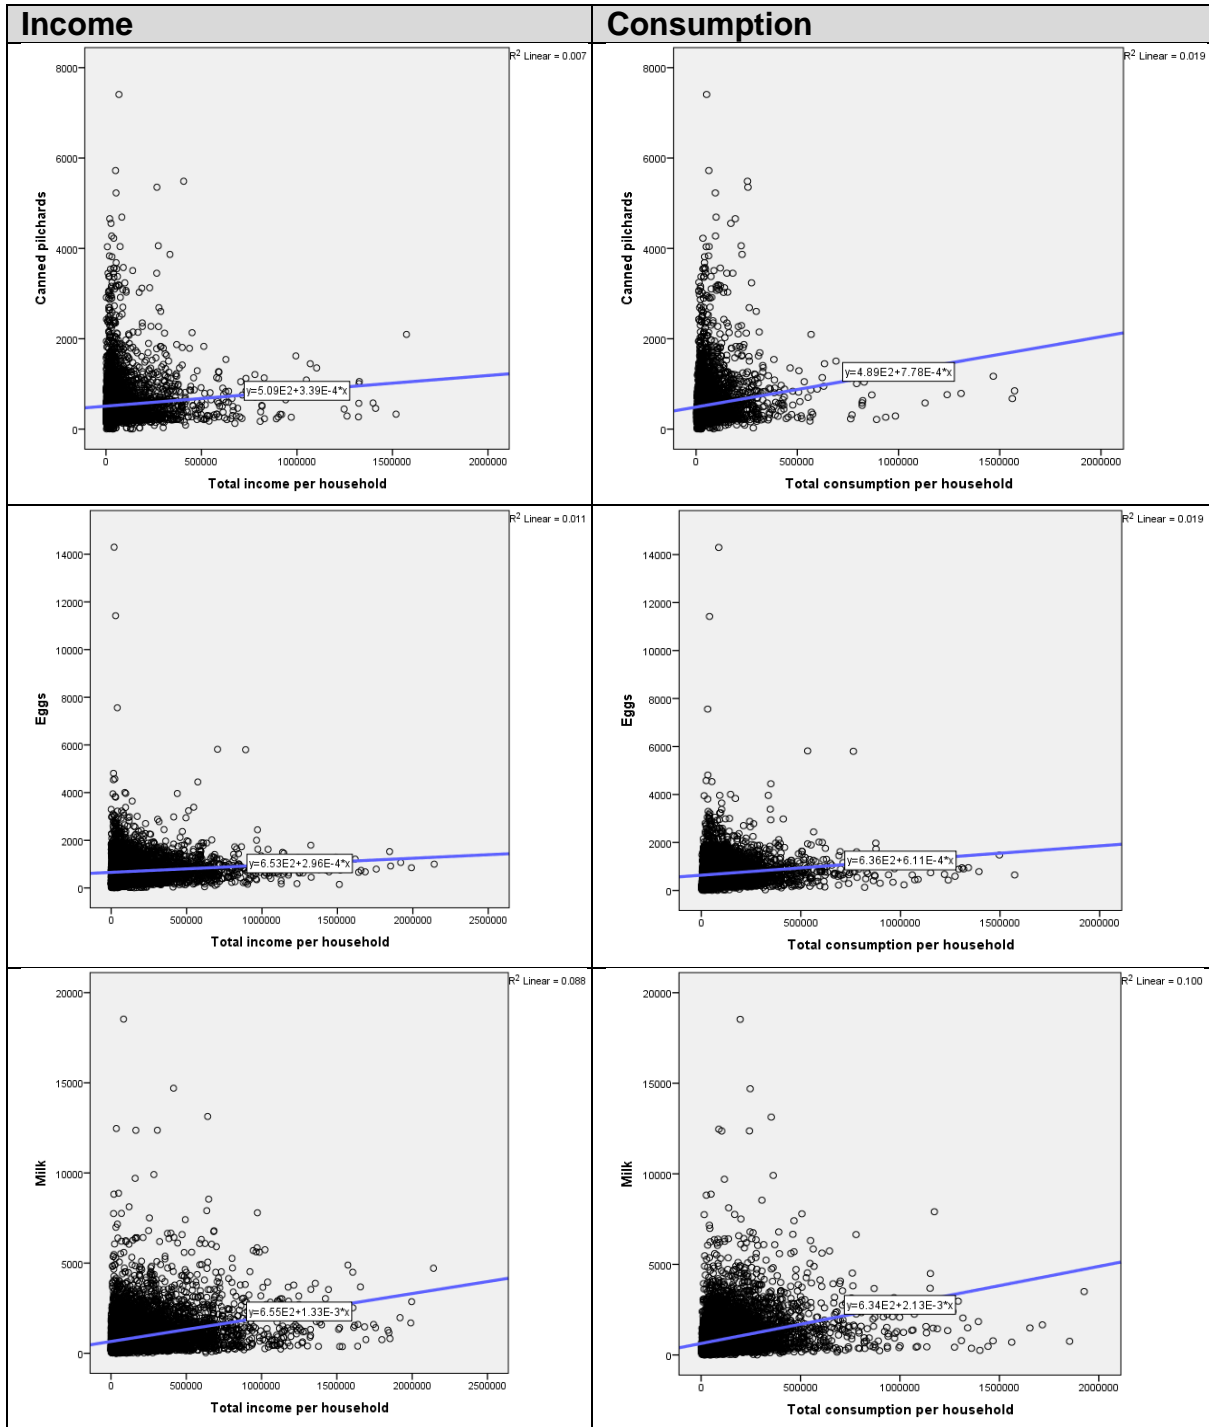 Income
Consumption
R² Linear = 0.007
8000
6000
4000
2000
0
Canned pilchards
y=5.09E2+3.39E-4*x
0 500000 1000000 1500000 2000000
Total income per household
R² Linear = 0.019
8000
6000
4000
2000
0
Canned pilchards
y=4.89E2+7.78E-4*x
0 500000 1000000 1500000 2000000
Total consumption per household
R² Linear = 0.011
14000
12000
10000
8000
6000
4000
2000
0
Eggs
y=6.53E2+2.96E-4*x
0 500000 1000000 1500000 2000000 2500000
Total income per household
R² Linear = 0.019
14000
12000
10000
8000
6000
4000
2000
0
Eggs
y=6.36E2+6.11E-4*x
0 500000 1000000 1500000 2000000
Total consumption per household
R² Linear = 0.088
20000
15000
10000
5000
0
Milk
y=6.55E2+1.33E-3*x
0 500000 1000000 1500000 2000000 2500000
Total income per household
R² Linear = 0.100
20000
15000
10000
5000
0
Milk
y=6.34E2+2.13E-3*x
0 500000 1000000 1500000 2000000
Total consumption per household